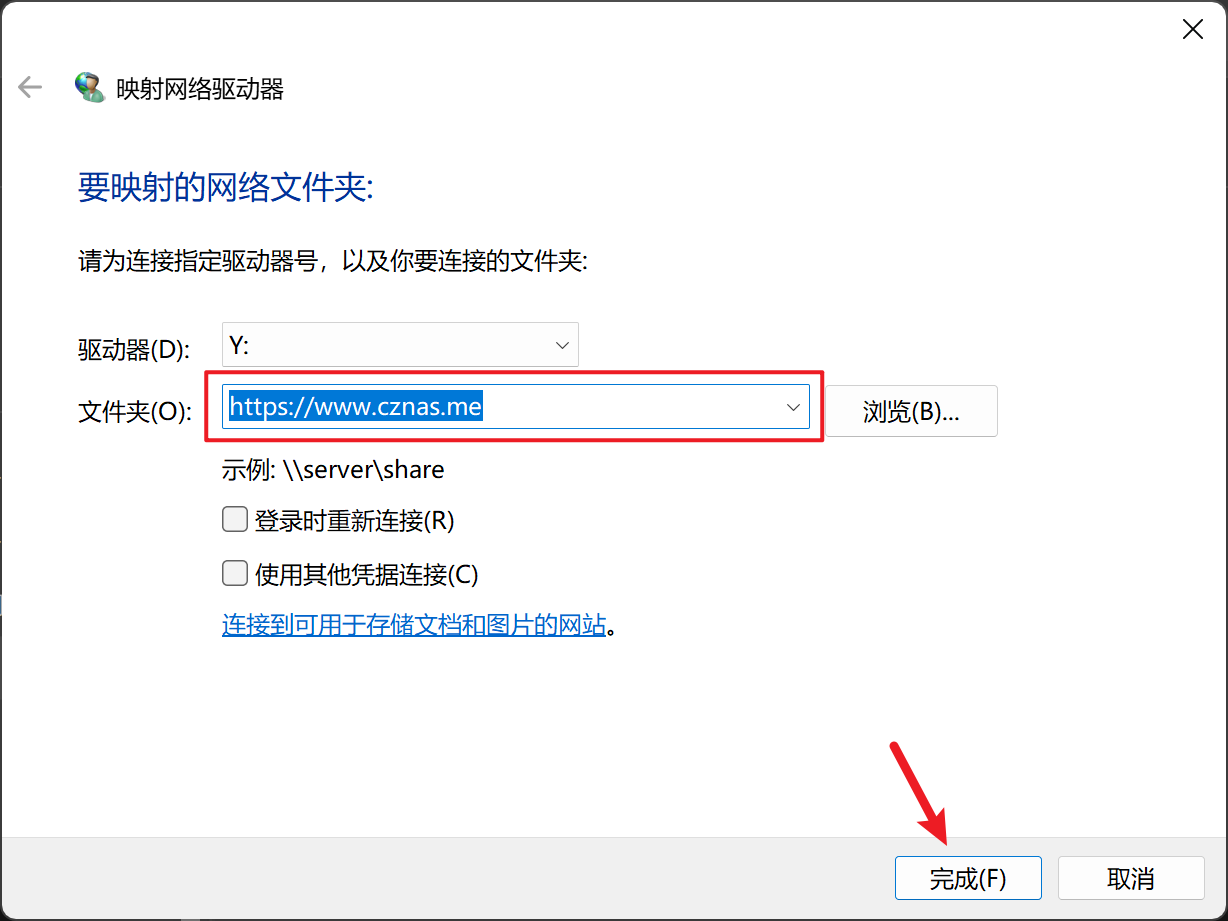 映射网络驱动器
要映射的网络文件夹:
请为连接指定驱动器号，以及你要连接的文件夹:
驱动器(D): Y:
文件夹(O): https://www.cznas.me 浏览(B)...
示例: \\server\share
登录时重新连接(R)
使用其他凭据连接(C)
连接到可用于存储文档和图片的网站。
完成(F) 取消